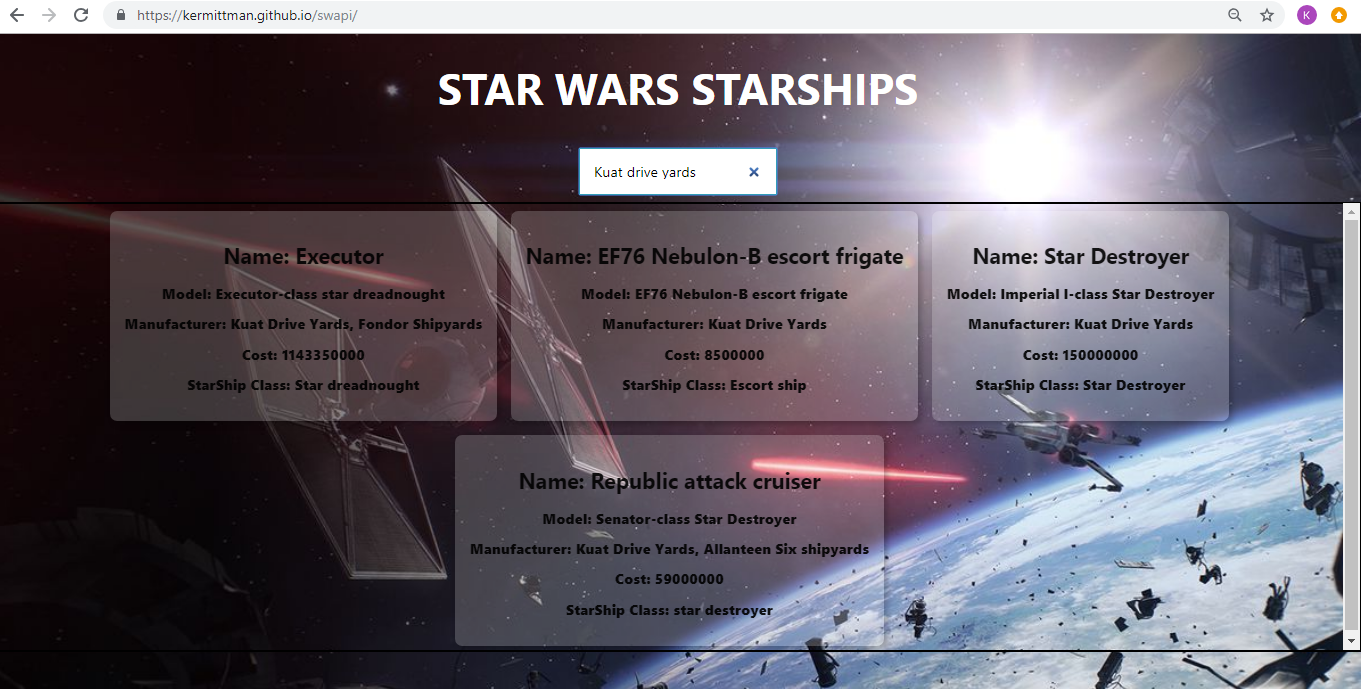 https://kermittman.github.io/swapi/
K
STAR WARS STARSHIPS
Kuat drive yards
Name: Executor
Model: Executor-class star dreadnought
Manufacturer: Kuat Drive Yards, Fondor Shipyards
Cost: 1143350000
StarShip Class: Star dreadnought
Name: EF76 Nebulon-B escort frigate
Model: EF76 Nebulon-B escort frigate
Manufacturer: Kuat Drive Yards
Cost: 8500000
StarShip Class: Escort ship
Name: Star Destroyer
Model: Imperial I-class Star Destroyer
Manufacturer: Kuat Drive Yards
Cost: 150000000
StarShip Class: Star Destroyer
Name: Republic attack cruiser
Model: Senator-class Star Destroyer
Manufacturer: Kuat Drive Yards, Allanteen Six shipyards
Cost: 59000000
StarShip Class: star destroyer